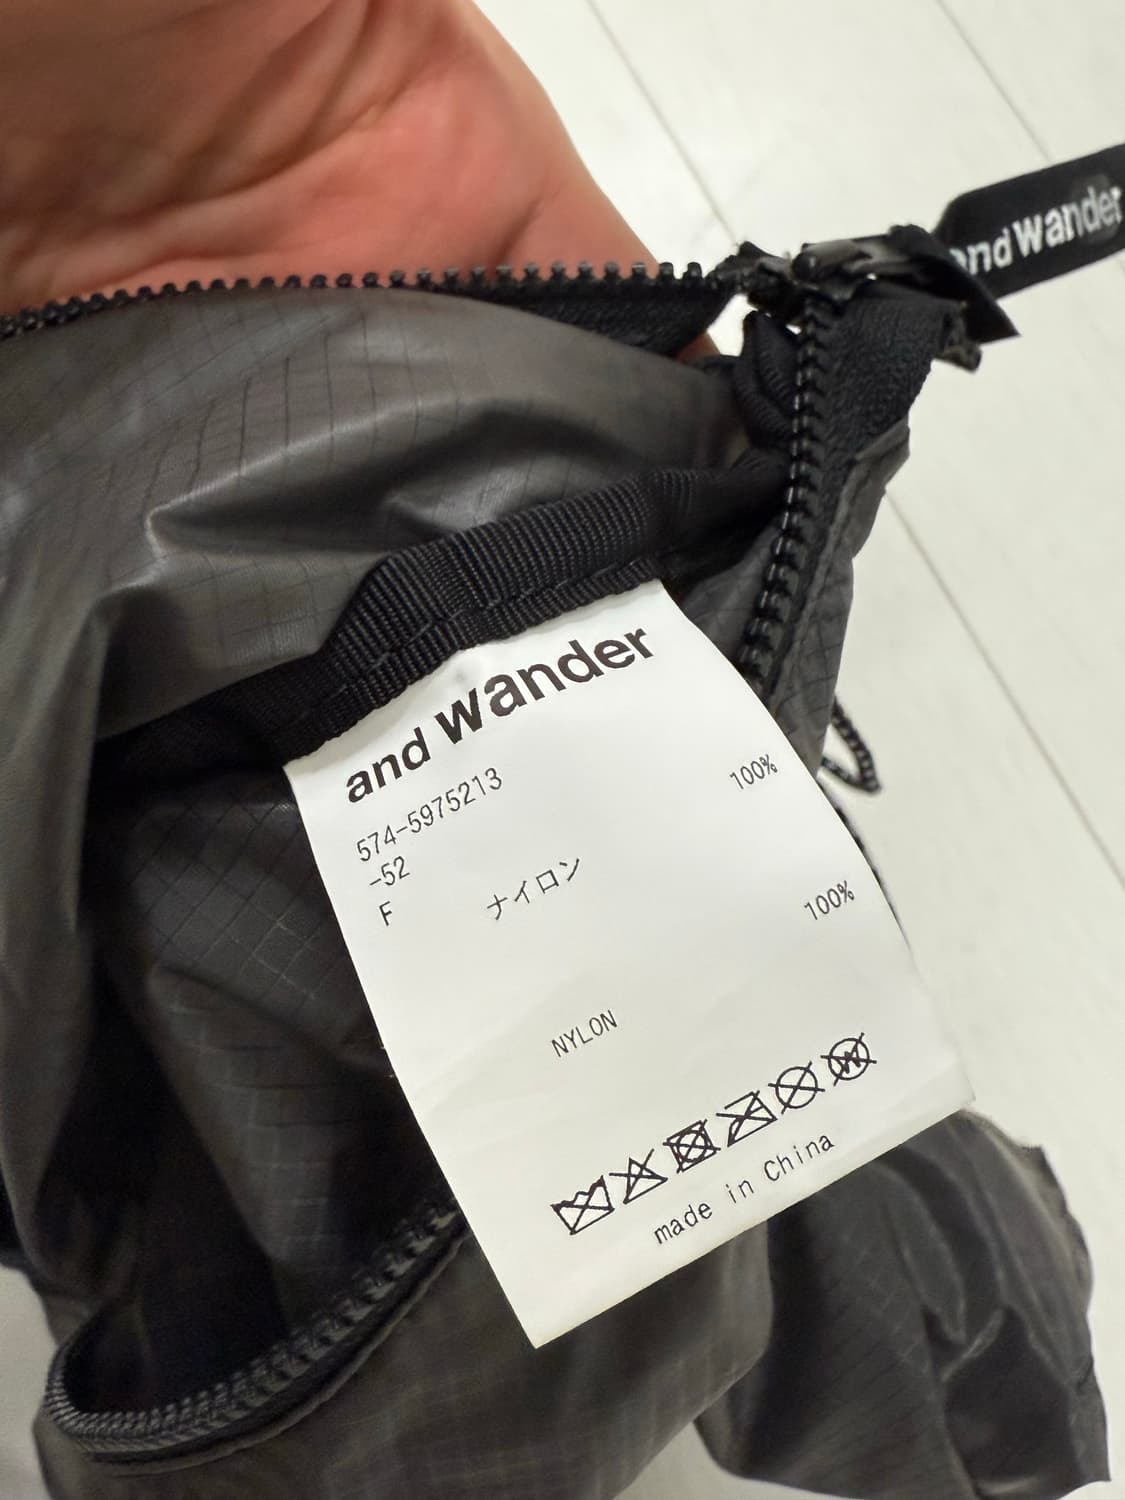 and wander
and wander
574-5975213
-52
F
100%
ナイロン
100%
NYLON
W
made in China